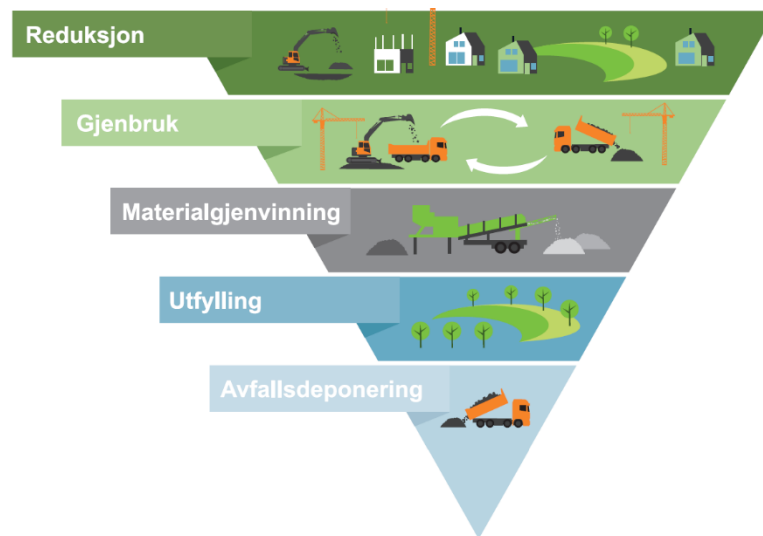 Reduksjon
Gjenbruk
Materialgjenvinning
Utfylling
Avfallsdeponering